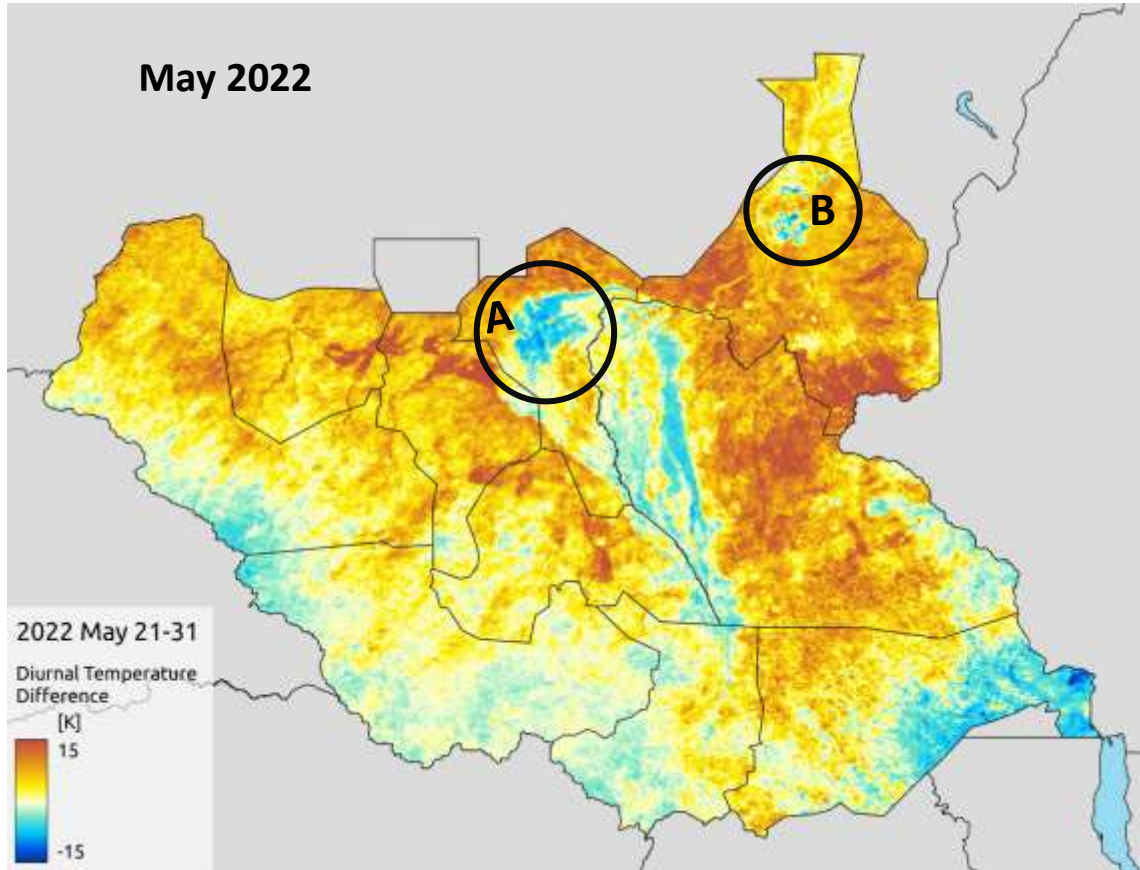 May 2022
B
A
2022 May 21-31
Diurnal Temperature
Difference
[K]
15
-15